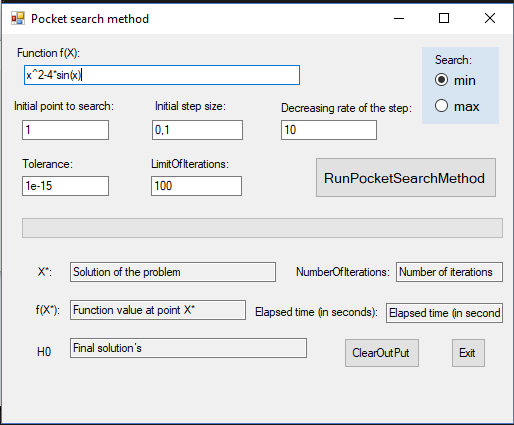 Pocket search method
Function f(X):
x^2-4*sin(x)
Search:
min
max
Initial point to search:
Initial step size:
Decreasing rate of the step:
1
0,1
10
Tolerance:
LimitOfIterations:
1e-15
100
RunPocketSearchMethod
X*:
Solution of the problem
NumberOfIterations:
Number of iterations
f(X*):
Function value at point X*
Elapsed time (in seconds):
Elapsed time (in second
H0
Final solution's
ClearOutPut
Exit